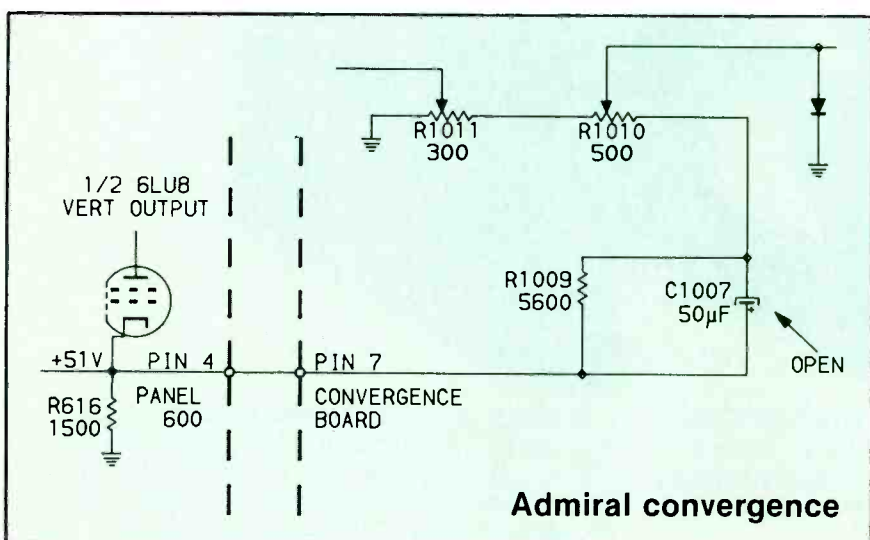 R1011
300
R1010
500
1/2 6LU8
VERT OUTPUT
R1009
5600
C1007
50µF
OPEN
+51V
PIN 4
PIN 7
R616
1500
PANEL
600
CONVERGENCE
BOARD
Admiral convergence